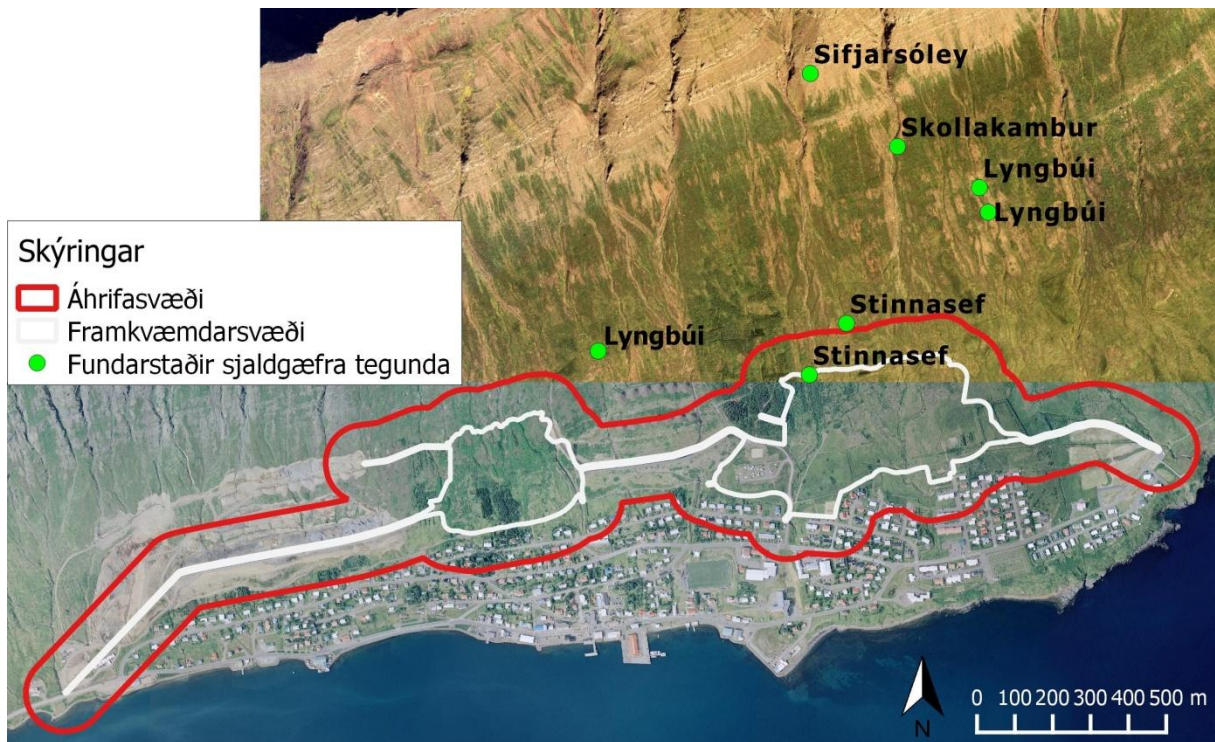 Sifjarsóley
Skollakambur
Lyngbúi
Lyngbúi
Stinnasef
Lyngbúi
Stinnasef
Skýringar
Áhrifasvæði
Framkvæmdarsvæði
Fundarstaðir sjaldgæfra tegunda
N
0 100 200 300 400 500 m